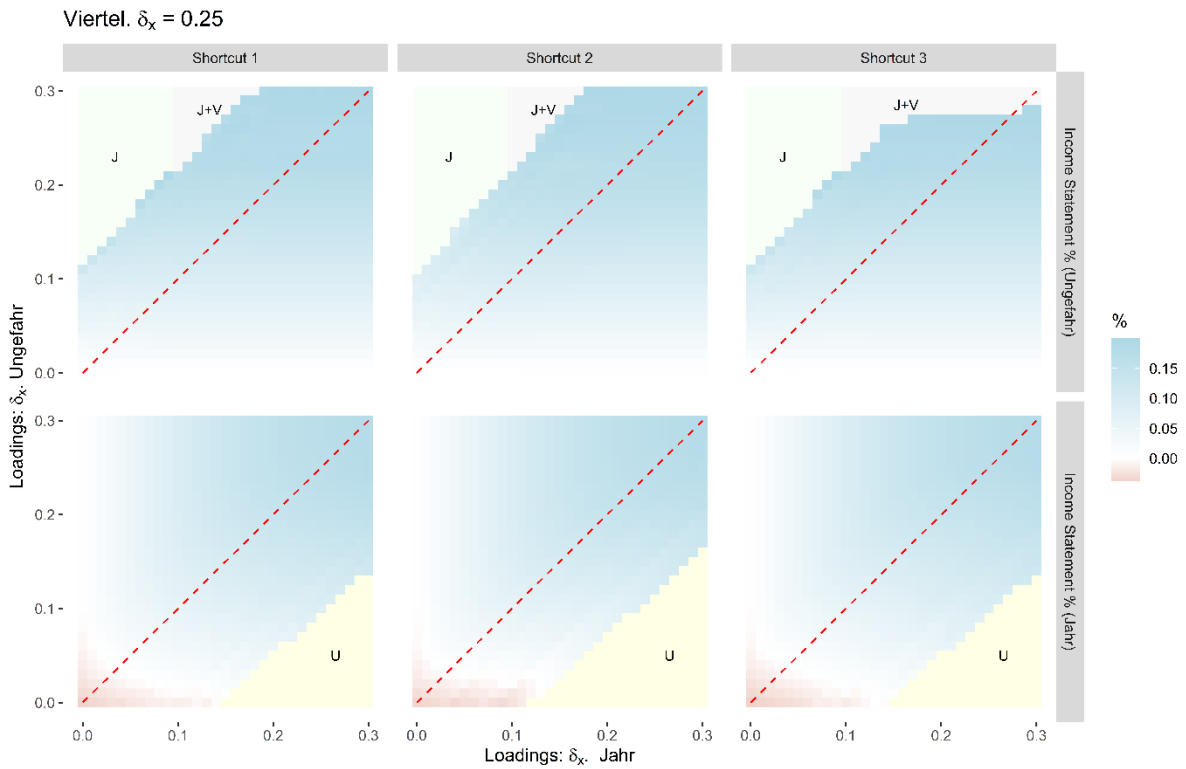 Viertel. δx = 0.25
Shortcut 1
Shortcut 2
Shortcut 3
0.3
0.2
0.1
0.0
J
J+V
J
J+V
J
J+V
Income Statement % (Ungefahr)
0.3
0.2
0.1
0.0
U
U
U
Income Statement % (Jahr)
0.0 0.1 0.2 0.3
0.0 0.1 0.2 0.3
0.0 0.1 0.2 0.3
Loadings: δx. Jahr
Loadings: δx. Ungefahr
%
0.15
0.10
0.05
0.00